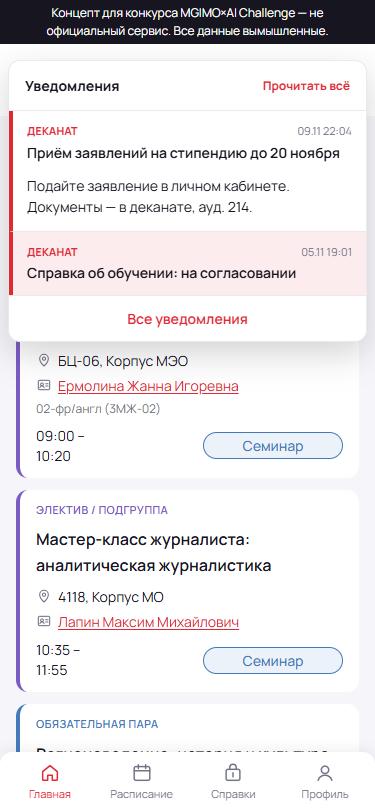 Концепт для конкурса MGIMO×AI Challenge — не
официальный сервис. Все данные вымышленные.
Уведомления
Прочитать всё
ДЕКАНАТ
09.11 22:04
Приём заявлений на стипендию до 20 ноября
Подайте заявление в личном кабинете.
Документы — в деканате, ауд. 214.
ДЕКАНАТ
05.11 19:01
Справка об обучении: на согласовании
Все уведомления
БЦ-06, Корпус МЭО
Ермолина Жанна Игоревна
02-фр/англ (3МЖ-02)
09:00 –
10:20
Семинар
ЭЛЕКТИВ / ПОДГРУППА
Мастер-класс журналиста:
аналитическая журналистика
4118, Корпус МО
Лапин Максим Михайлович
10:35 –
11:55
Семинар
ОБЯЗАТЕЛЬНАЯ ПАРА
Главная
Расписание
Справки
Профиль